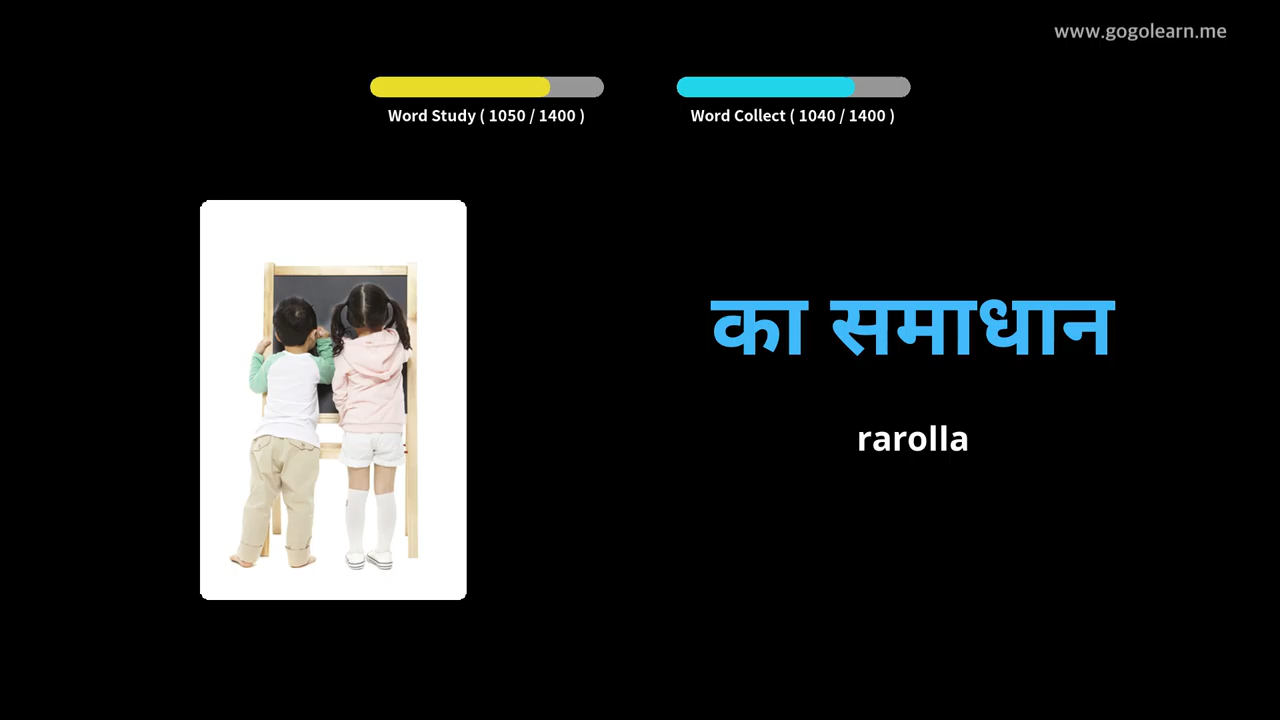 www.gogolearn.me
Word Study ( 1050 / 1400 )
Word Collect ( 1040 / 1400 )
का समाधान
rarolla